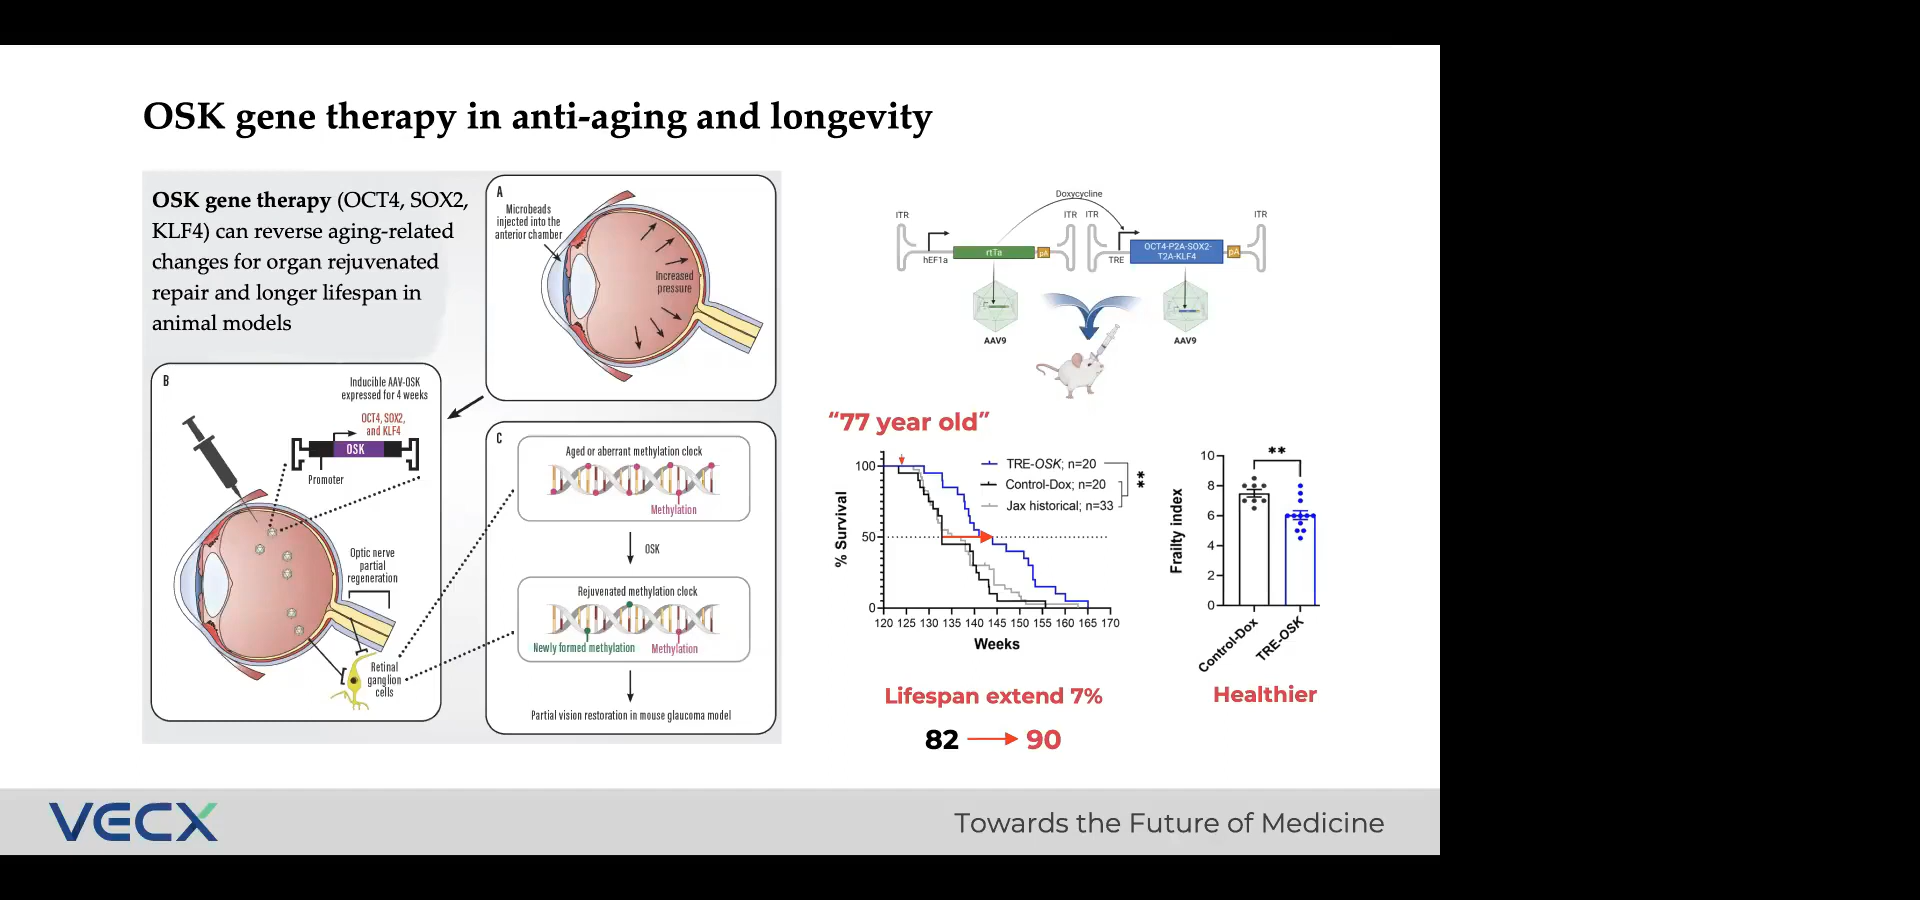 OSK gene therapy in anti-aging and longevity
OSK gene therapy (OCT4, SOX2,
KLF4) can reverse aging-related
changes for organ rejuvenated
repair and longer lifespan in
animal models
A
Microbeads
injected into the
anterior chamber
Increased
pressure
B
Inducible AAV-OSK
expressed for 4 weeks
OCT4, SOX2,
and KLF4
OSK
Promoter
Optic nerve
partial
regeneration
Retinal
ganglion
cells
C
Aged or aberrant methylation clock
Methylation
OSK
Rejuvenated methylation clock
Newly formed methylation
Methylation
Partial vision restoration in mouse glaucoma model
Doxycycline
ITR
ITR
ITR
ITR
hEF1a
rtTa
pA
TRE
OCT4-P2A-SOX2-
T2A-KLF4
pA
AAV9
AAV9
“77 year old”
% Survival
100
50
0
TRE-OSK; n=20
Control-Dox; n=20
Jax historical; n=33
**
120 125 130 135 140 145 150 155 160 165 170
Weeks
Lifespan extend 7%
82 90
Frailty index
10
8
6
4
2
0
**
Control-Dox
TRE-OSK
Healthier
VECX
Towards the Future of Medicine